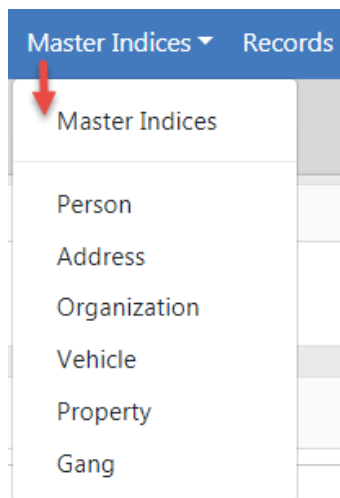 Master Indices Records
Master Indices
Person
Address
Organization
Vehicle
Property
Gang